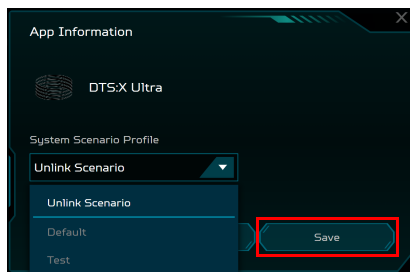 App Information
DTS:X Ultra
System Scenario Profile
Unlink Scenario
Unlink Scenario
Default
Save
Test